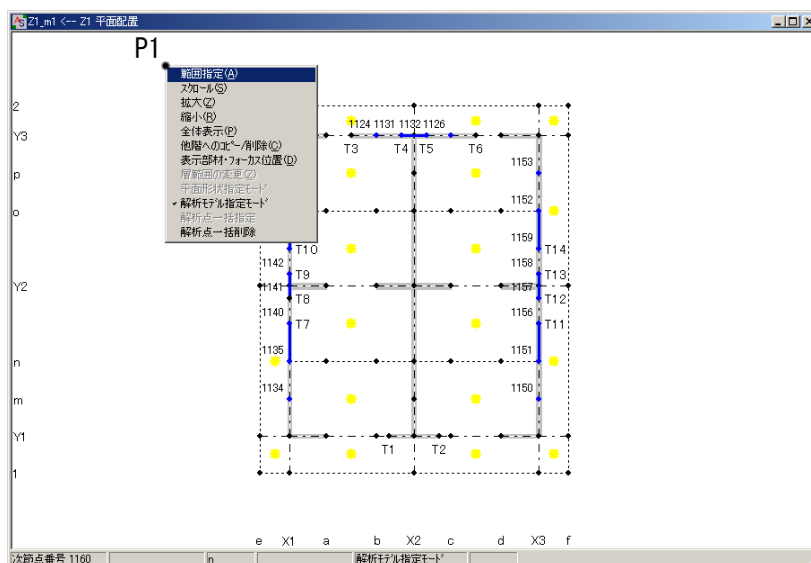 Z1_m1 <-- Z1 平面配置
P1
範囲指定(A)
スクロール(S)
拡大(Z)
縮小(R)
全体表示(P)
他階へのコピー/削除(C)
表示部材・フォーカス位置(D)
層範囲の変更(Z)
平面形状指定モード
解析モデル指定モード
解析点一括指定
解析点一括削除
2
1124 1131 1132 1126
Y3
T3 T4 T5 T6
1153
p
1152
o
1159
T10 T14
1142 1158
T9 T13
Y2 1141 1157
T8 T12
1140 1156
T7 T11
1135 1151
n
1134 1150
m
Y1
T1 T2
1
e X1 a b X2 c d X3 f
次節点番号 1160 n 解析モデル指定モード